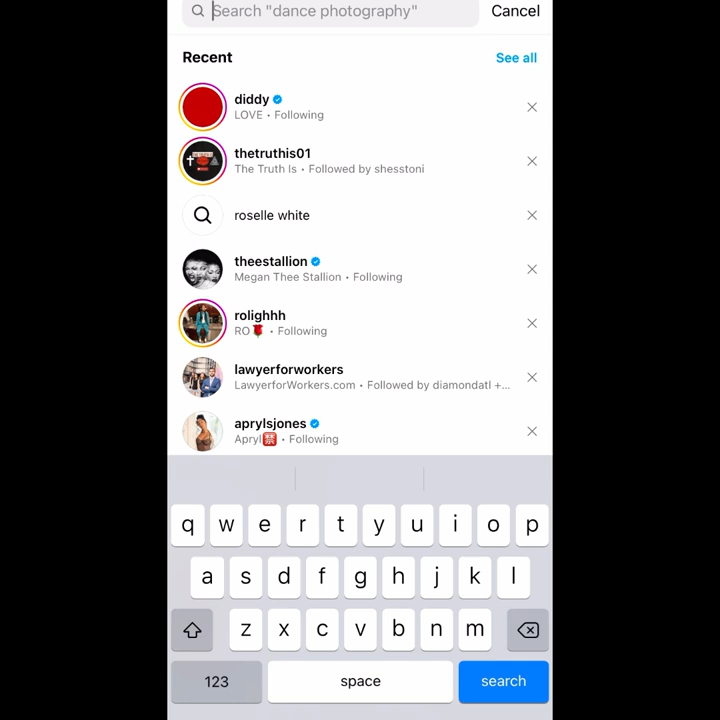 Search "dance photography"
Cancel
Recent
See all
diddy
LOVE • Following
thetruthis01
The Truth Is • Followed by shesstoni
roselle white
theestallion
Megan Thee Stallion • Following
rolighhh
RO🌹 • Following
lawyerforworkers
LawyerforWorkers.com • Followed by diamondatl +...
aprylsjones
Apryl🈲 • Following
q w e r t y u i o p
a s d f g h j k l
z x c v b n m
123 space search